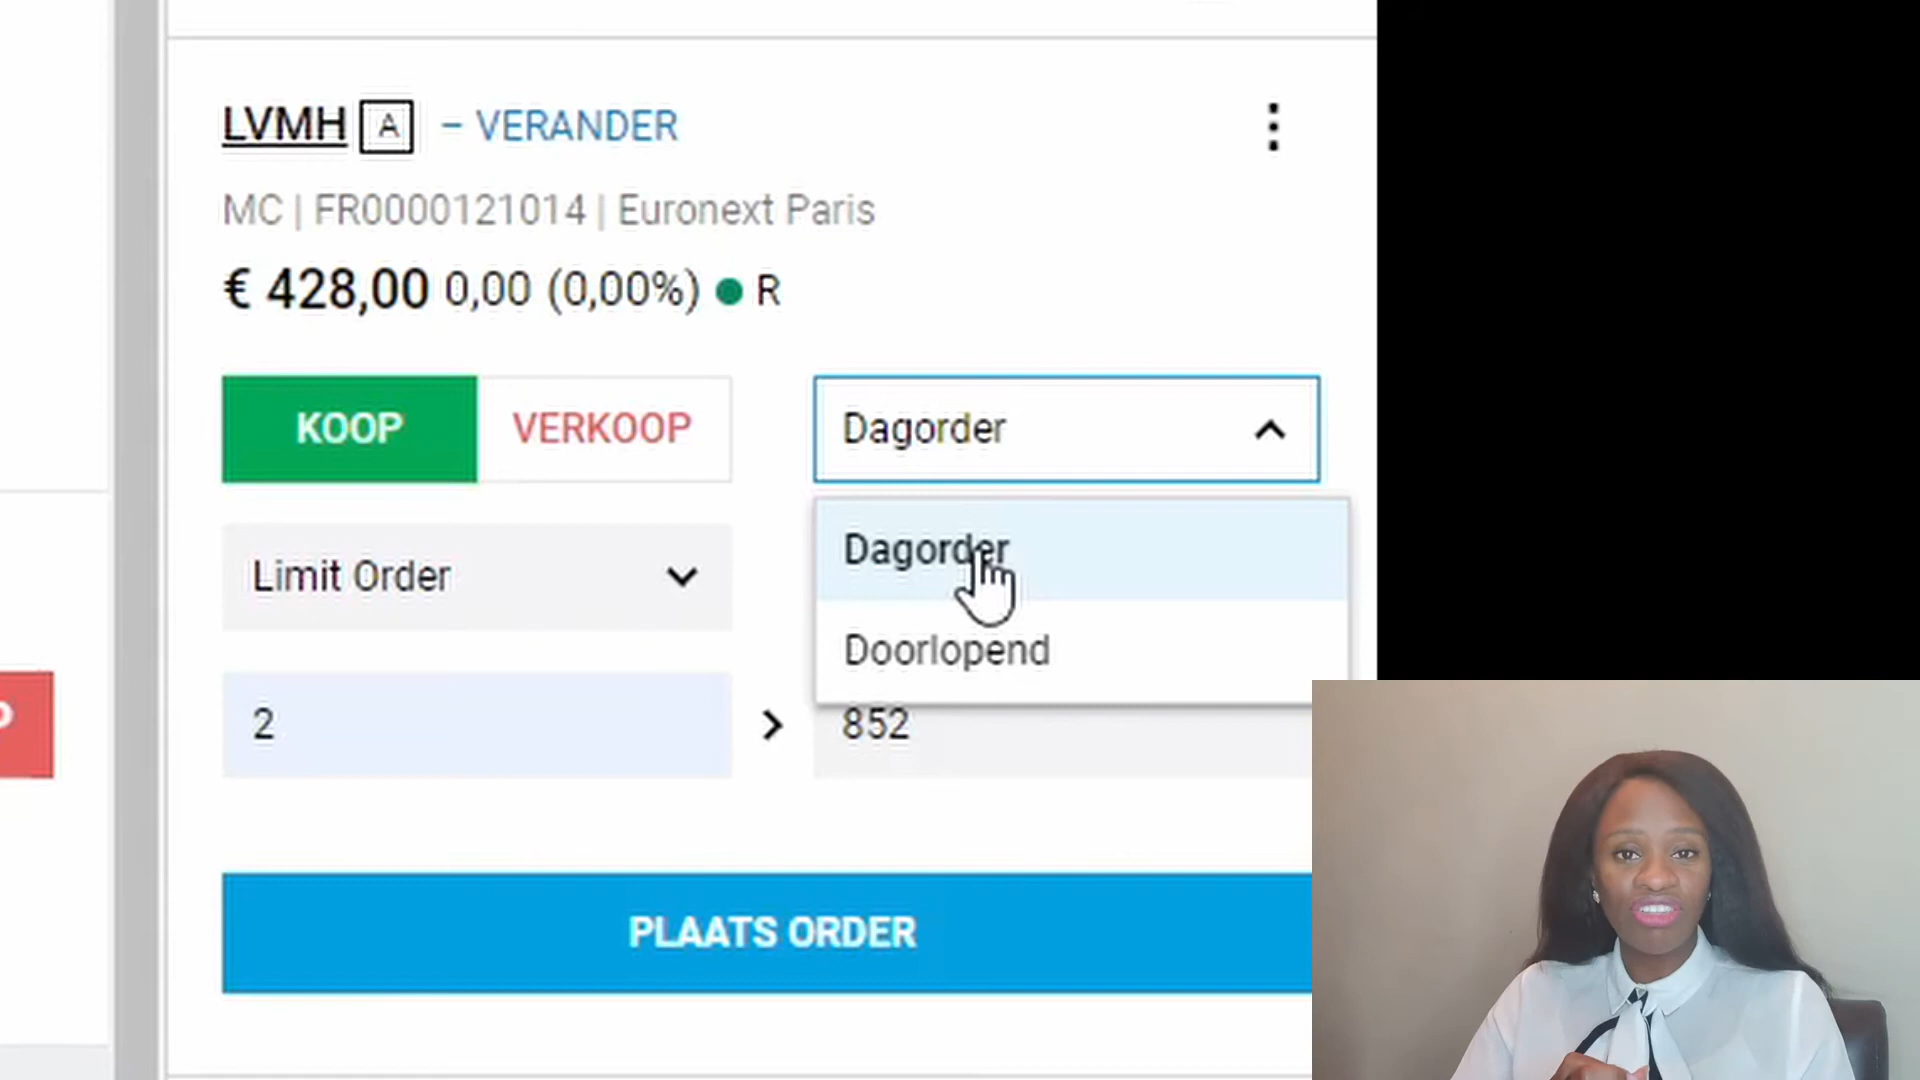 LVMH A – VERANDER
MC | FR0000121014 | Euronext Paris
€ 428,00 0,00 (0,00%) R
KOOP VERKOOP Dagorder
Limit Order Dagorder
Doorlopend
2 852
PLAATS ORDER